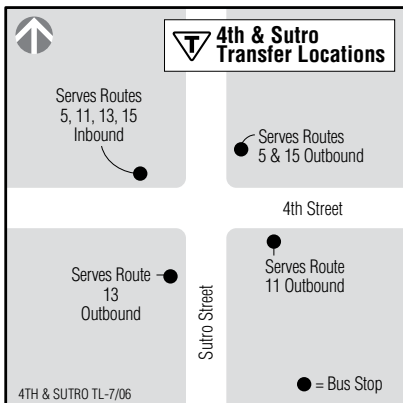 T 4th & Sutro
Transfer Locations
Serves Routes
5, 11, 13, 15
Inbound
Serves Routes
5 & 15 Outbound
4th Street
Serves Route
13
Outbound
Serves Route
11 Outbound
Sutro Street
= Bus Stop
4TH & SUTRO TL-7/06